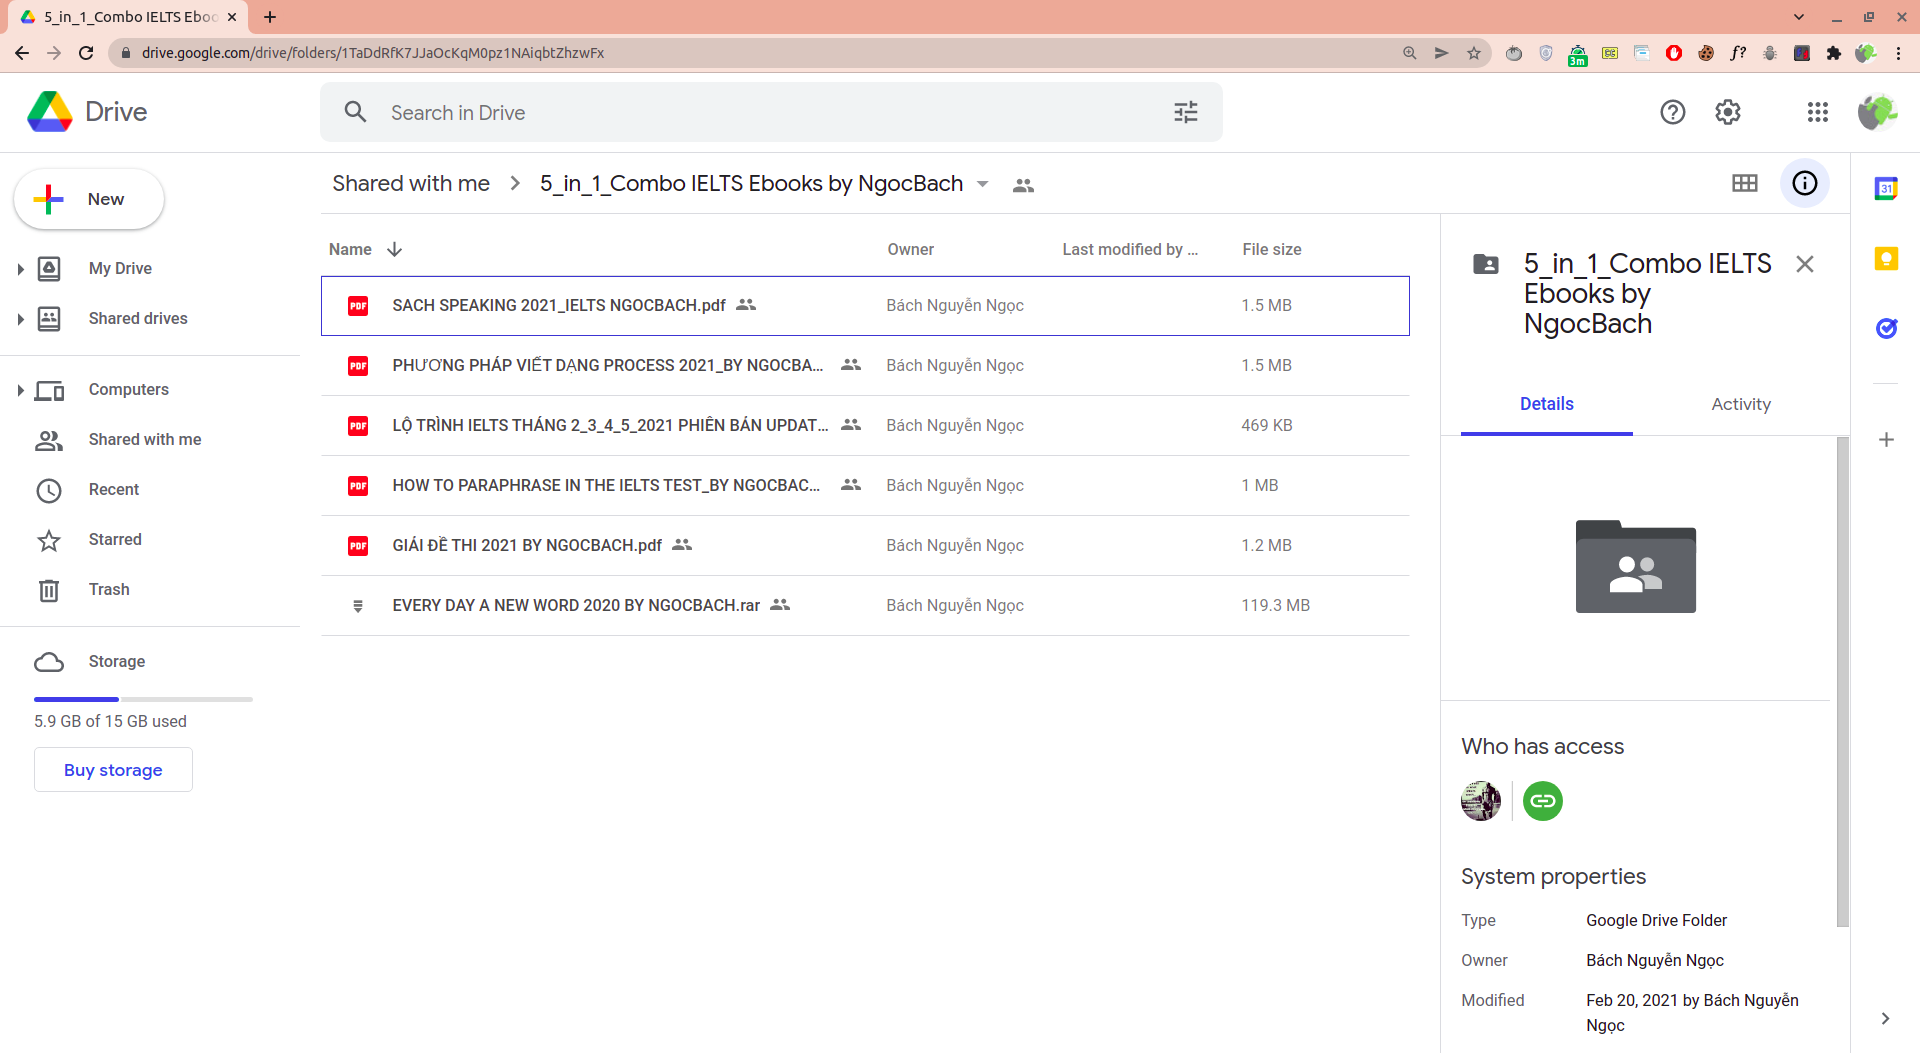 5_in_1_Combo IELTS Eboo
drive.google.com/drive/folders/1TaDdRfK7JJaOcKqM0pz1NAiqbtZhzwFx
3m
f?
Drive
Search in Drive
New
My Drive
Shared drives
Computers
Shared with me
Recent
Starred
Trash
Storage
5.9 GB of 15 GB used
Buy storage
Shared with me
5_in_1_Combo IELTS Ebooks by NgocBach
Name Owner Last modified by ... File size
PDF SACH SPEAKING 2021_IELTS NGOCBACH.pdf Bách Nguyễn Ngọc 1.5 MB
PDF PHƯƠNG PHÁP VIẾT DẠNG PROCESS 2021_BY NGOCBA... Bách Nguyễn Ngọc 1.5 MB
PDF LỘ TRÌNH IELTS THÁNG 2_3_4_5_2021 PHIÊN BẢN UPDAT... Bách Nguyễn Ngọc 469 KB
PDF HOW TO PARAPHRASE IN THE IELTS TEST_BY NGOCBAC... Bách Nguyễn Ngọc 1 MB
PDF GIẢI ĐỀ THI 2021 BY NGOCBACH.pdf Bách Nguyễn Ngọc 1.2 MB
EVERY DAY A NEW WORD 2020 BY NGOCBACH.rar Bách Nguyễn Ngọc 119.3 MB
5_in_1_Combo IELTS
Ebooks by
NgocBach
Details Activity
Who has access
System properties
Type Google Drive Folder
Owner Bách Nguyễn Ngọc
Modified Feb 20, 2021 by Bách Nguyễn
Ngọc
31